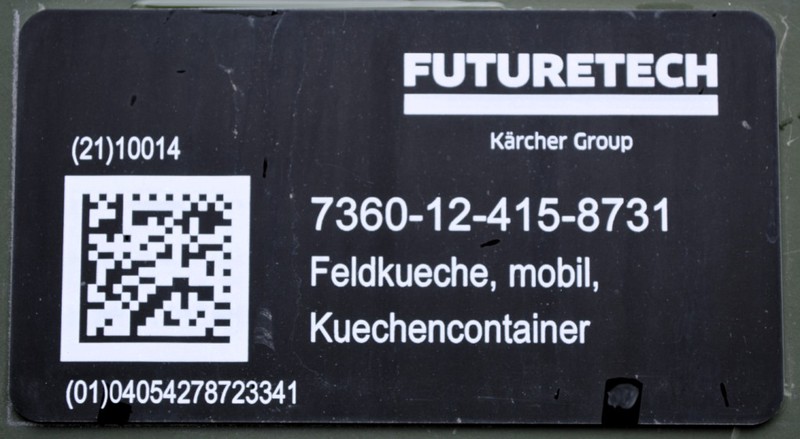 FUTURETECH
Kärcher Group
(21)10014
7360-12-415-8731
Feldkueche, mobil,
Kuechencontainer
(01)04054278723341